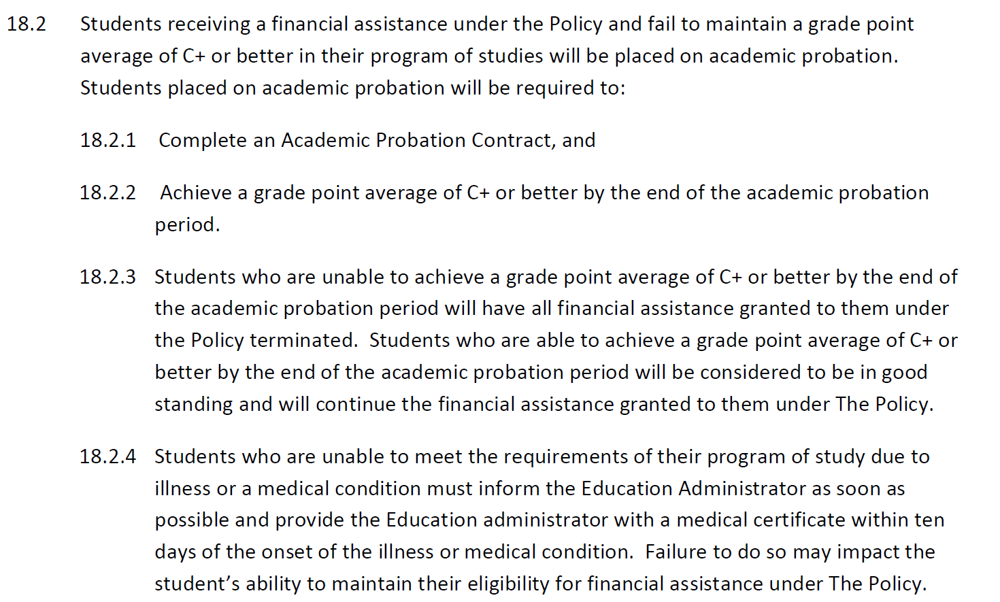 18.2 Students receiving a financial assistance under the Policy and fail to maintain a grade point
average of C+ or better in their program of studies will be placed on academic probation.
Students placed on academic probation will be required to:
18.2.1 Complete an Academic Probation Contract, and
18.2.2 Achieve a grade point average of C+ or better by the end of the academic probation
period.
18.2.3 Students who are unable to achieve a grade point average of C+ or better by the end of
the academic probation period will have all financial assistance granted to them under
the Policy terminated. Students who are able to achieve a grade point average of C+ or
better by the end of the academic probation period will be considered to be in good
standing and will continue the financial assistance granted to them under The Policy.
18.2.4 Students who are unable to meet the requirements of their program of study due to
illness or a medical condition must inform the Education Administrator as soon as
possible and provide the Education administrator with a medical certificate within ten
days of the onset of the illness or medical condition. Failure to do so may impact the
student’s ability to maintain their eligibility for financial assistance under The Policy.